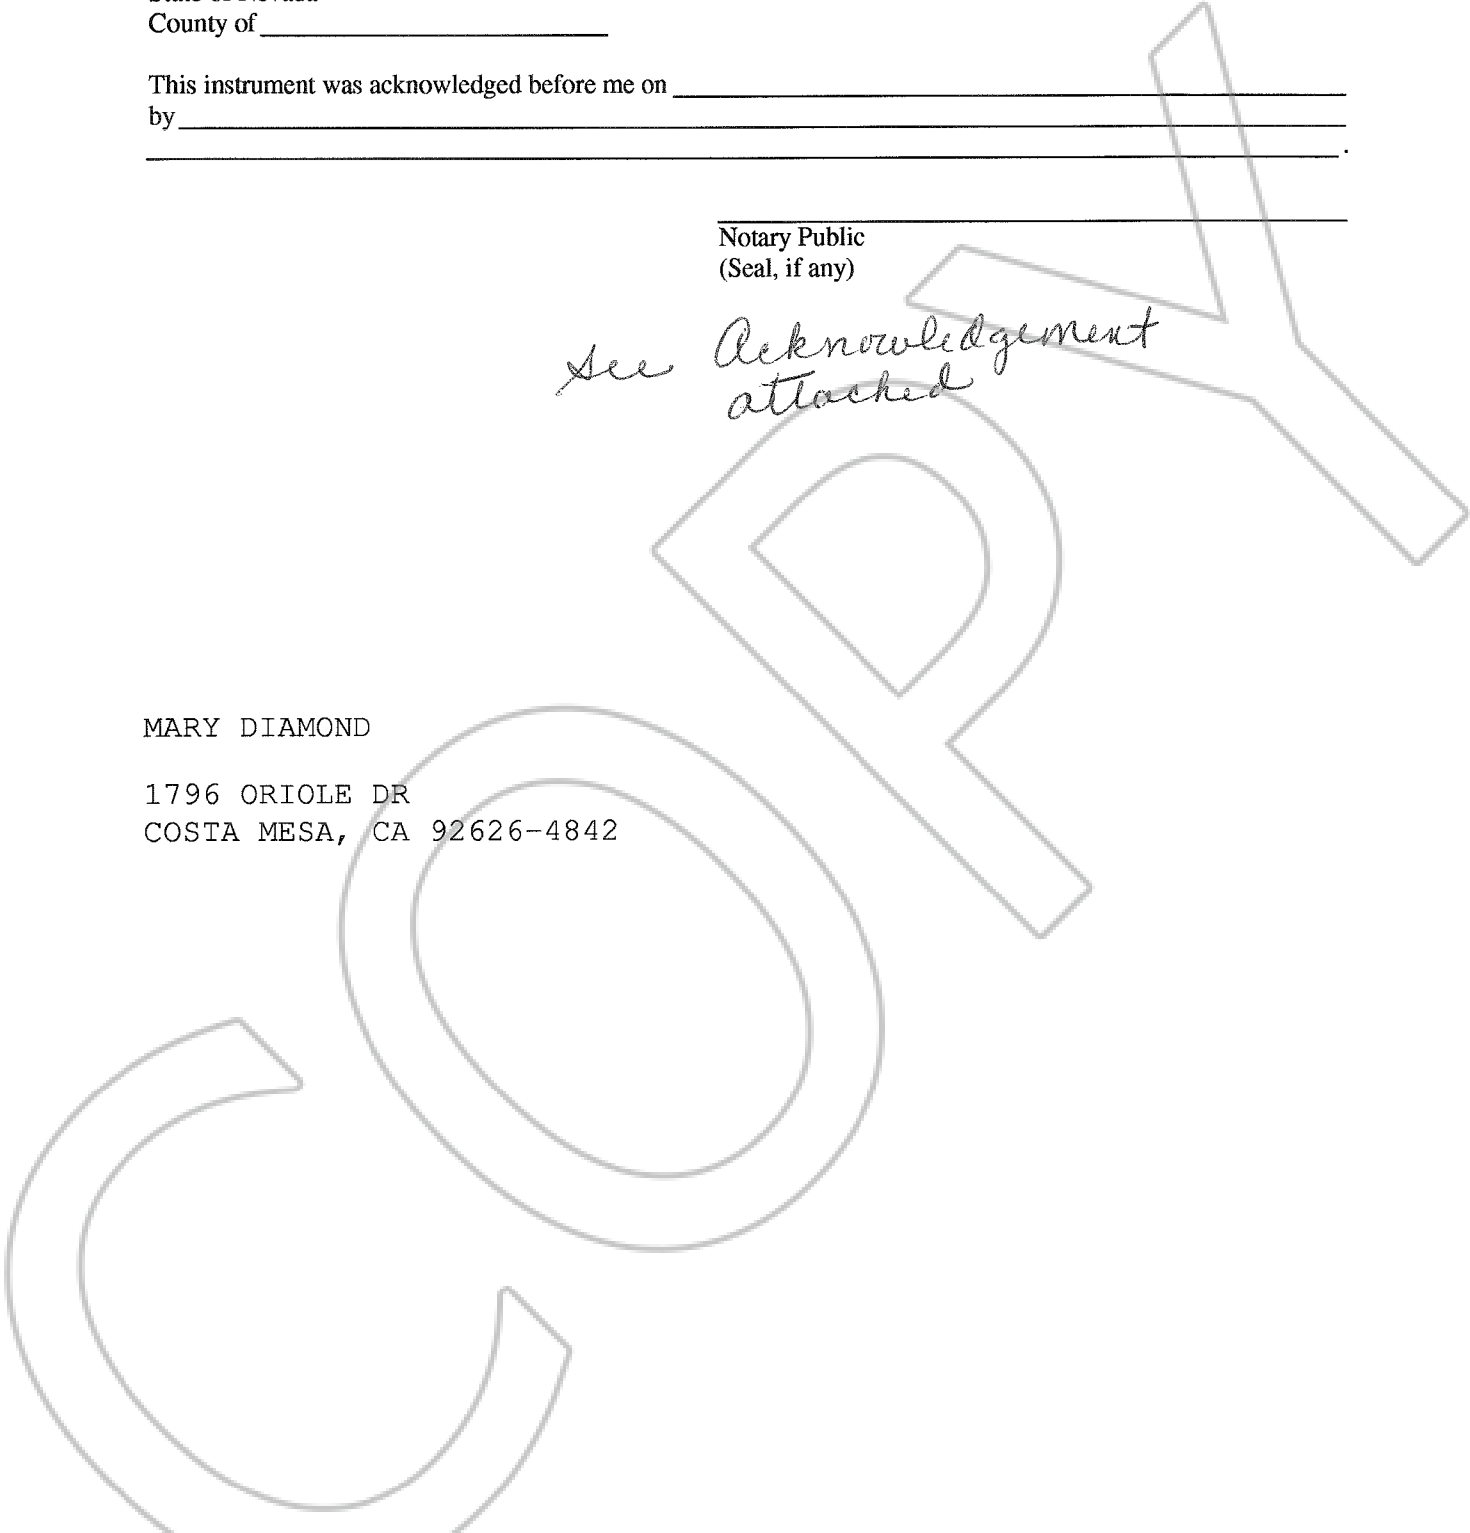 County of
This instrument was acknowledged before me on
by
.
Notary Public
(Seal, if any)
See Acknowledgement
attached
MARY DIAMOND
1796 ORIOLE DR
COSTA MESA, CA 92626-4842
COPY